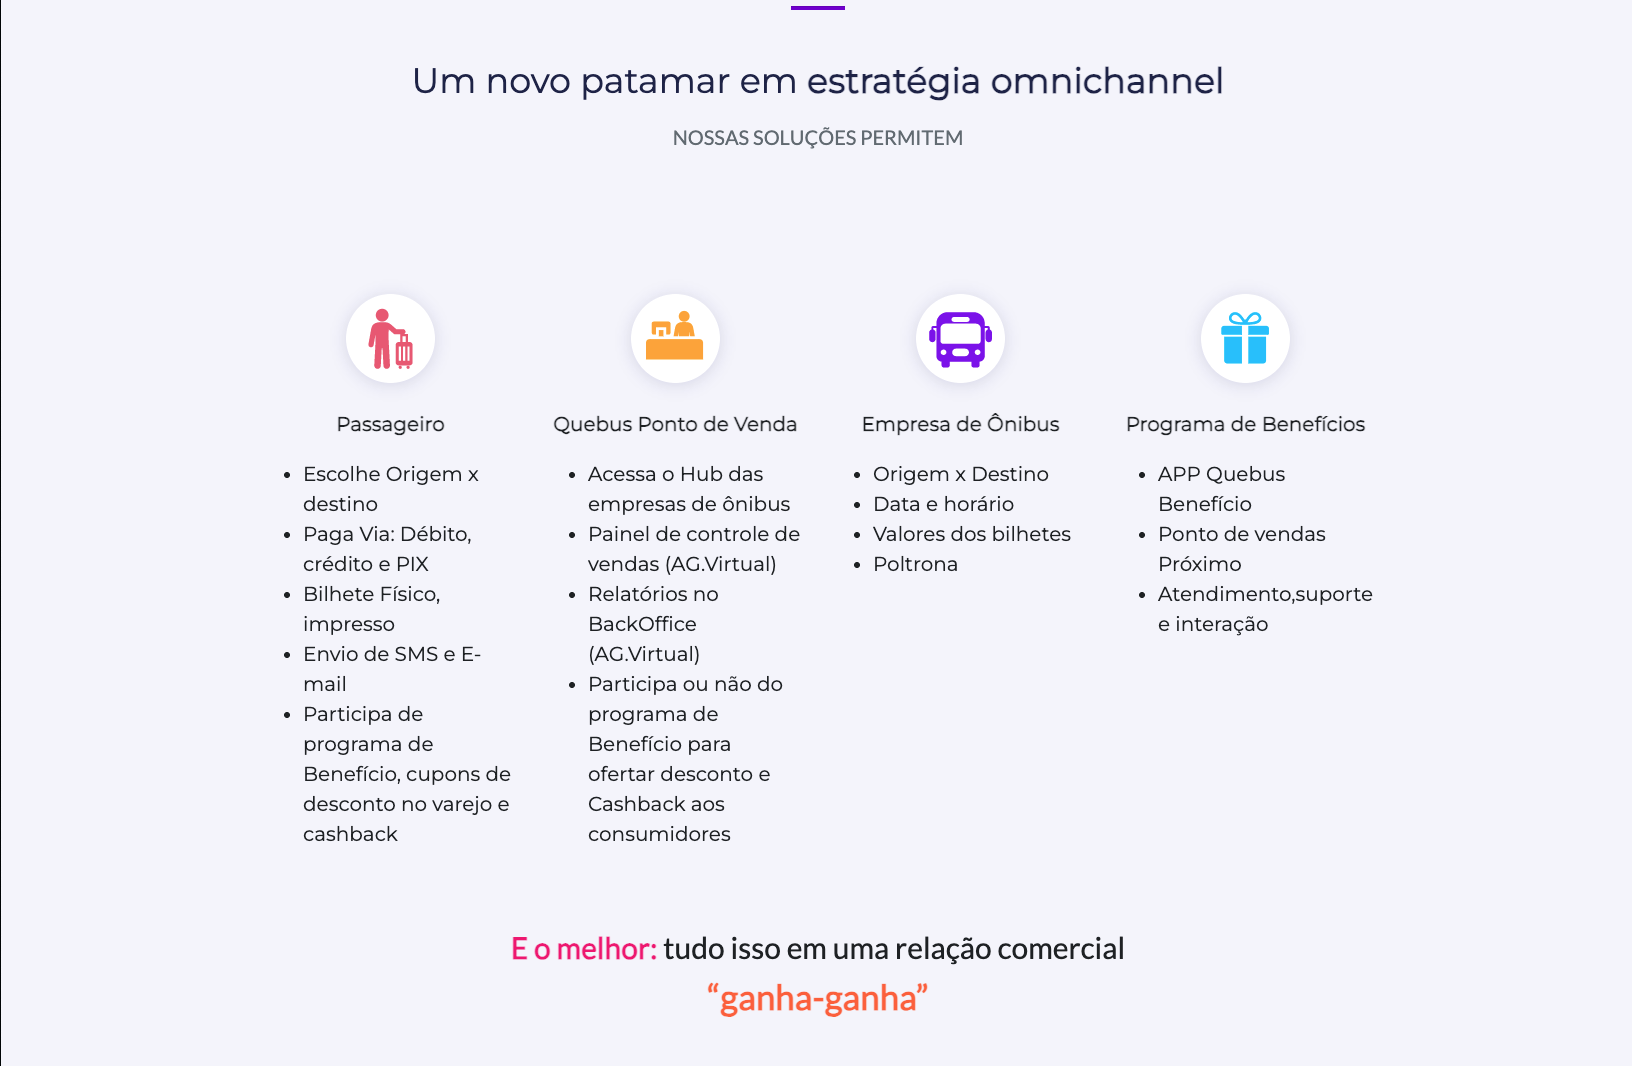 Um novo patamar em estratégia omnichannel
NOSSAS SOLUÇÕES PERMITEM
Passageiro
Escolhe Origem x
destino
Paga Via: Débito,
crédito e PIX
Bilhete Físico,
impresso
Envio de SMS e E-
mail
Participa de
programa de
Benefício, cupons de
desconto no varejo e
cashback
Quebus Ponto de Venda
Acessa o Hub das
empresas de ônibus
Painel de controle de
vendas (AG.Virtual)
Relatórios no
BackOffice
(AG.Virtual)
Participa ou não do
programa de
Benefício para
ofertar desconto e
Cashback aos
consumidores
Empresa de Ônibus
Origem x Destino
Data e horário
Valores dos bilhetes
Poltrona
Programa de Benefícios
APP Quebus
Benefício
Ponto de vendas
Próximo
Atendimento,suporte
e interação
E o melhor: tudo isso em uma relação comercial
“ganha-ganha”